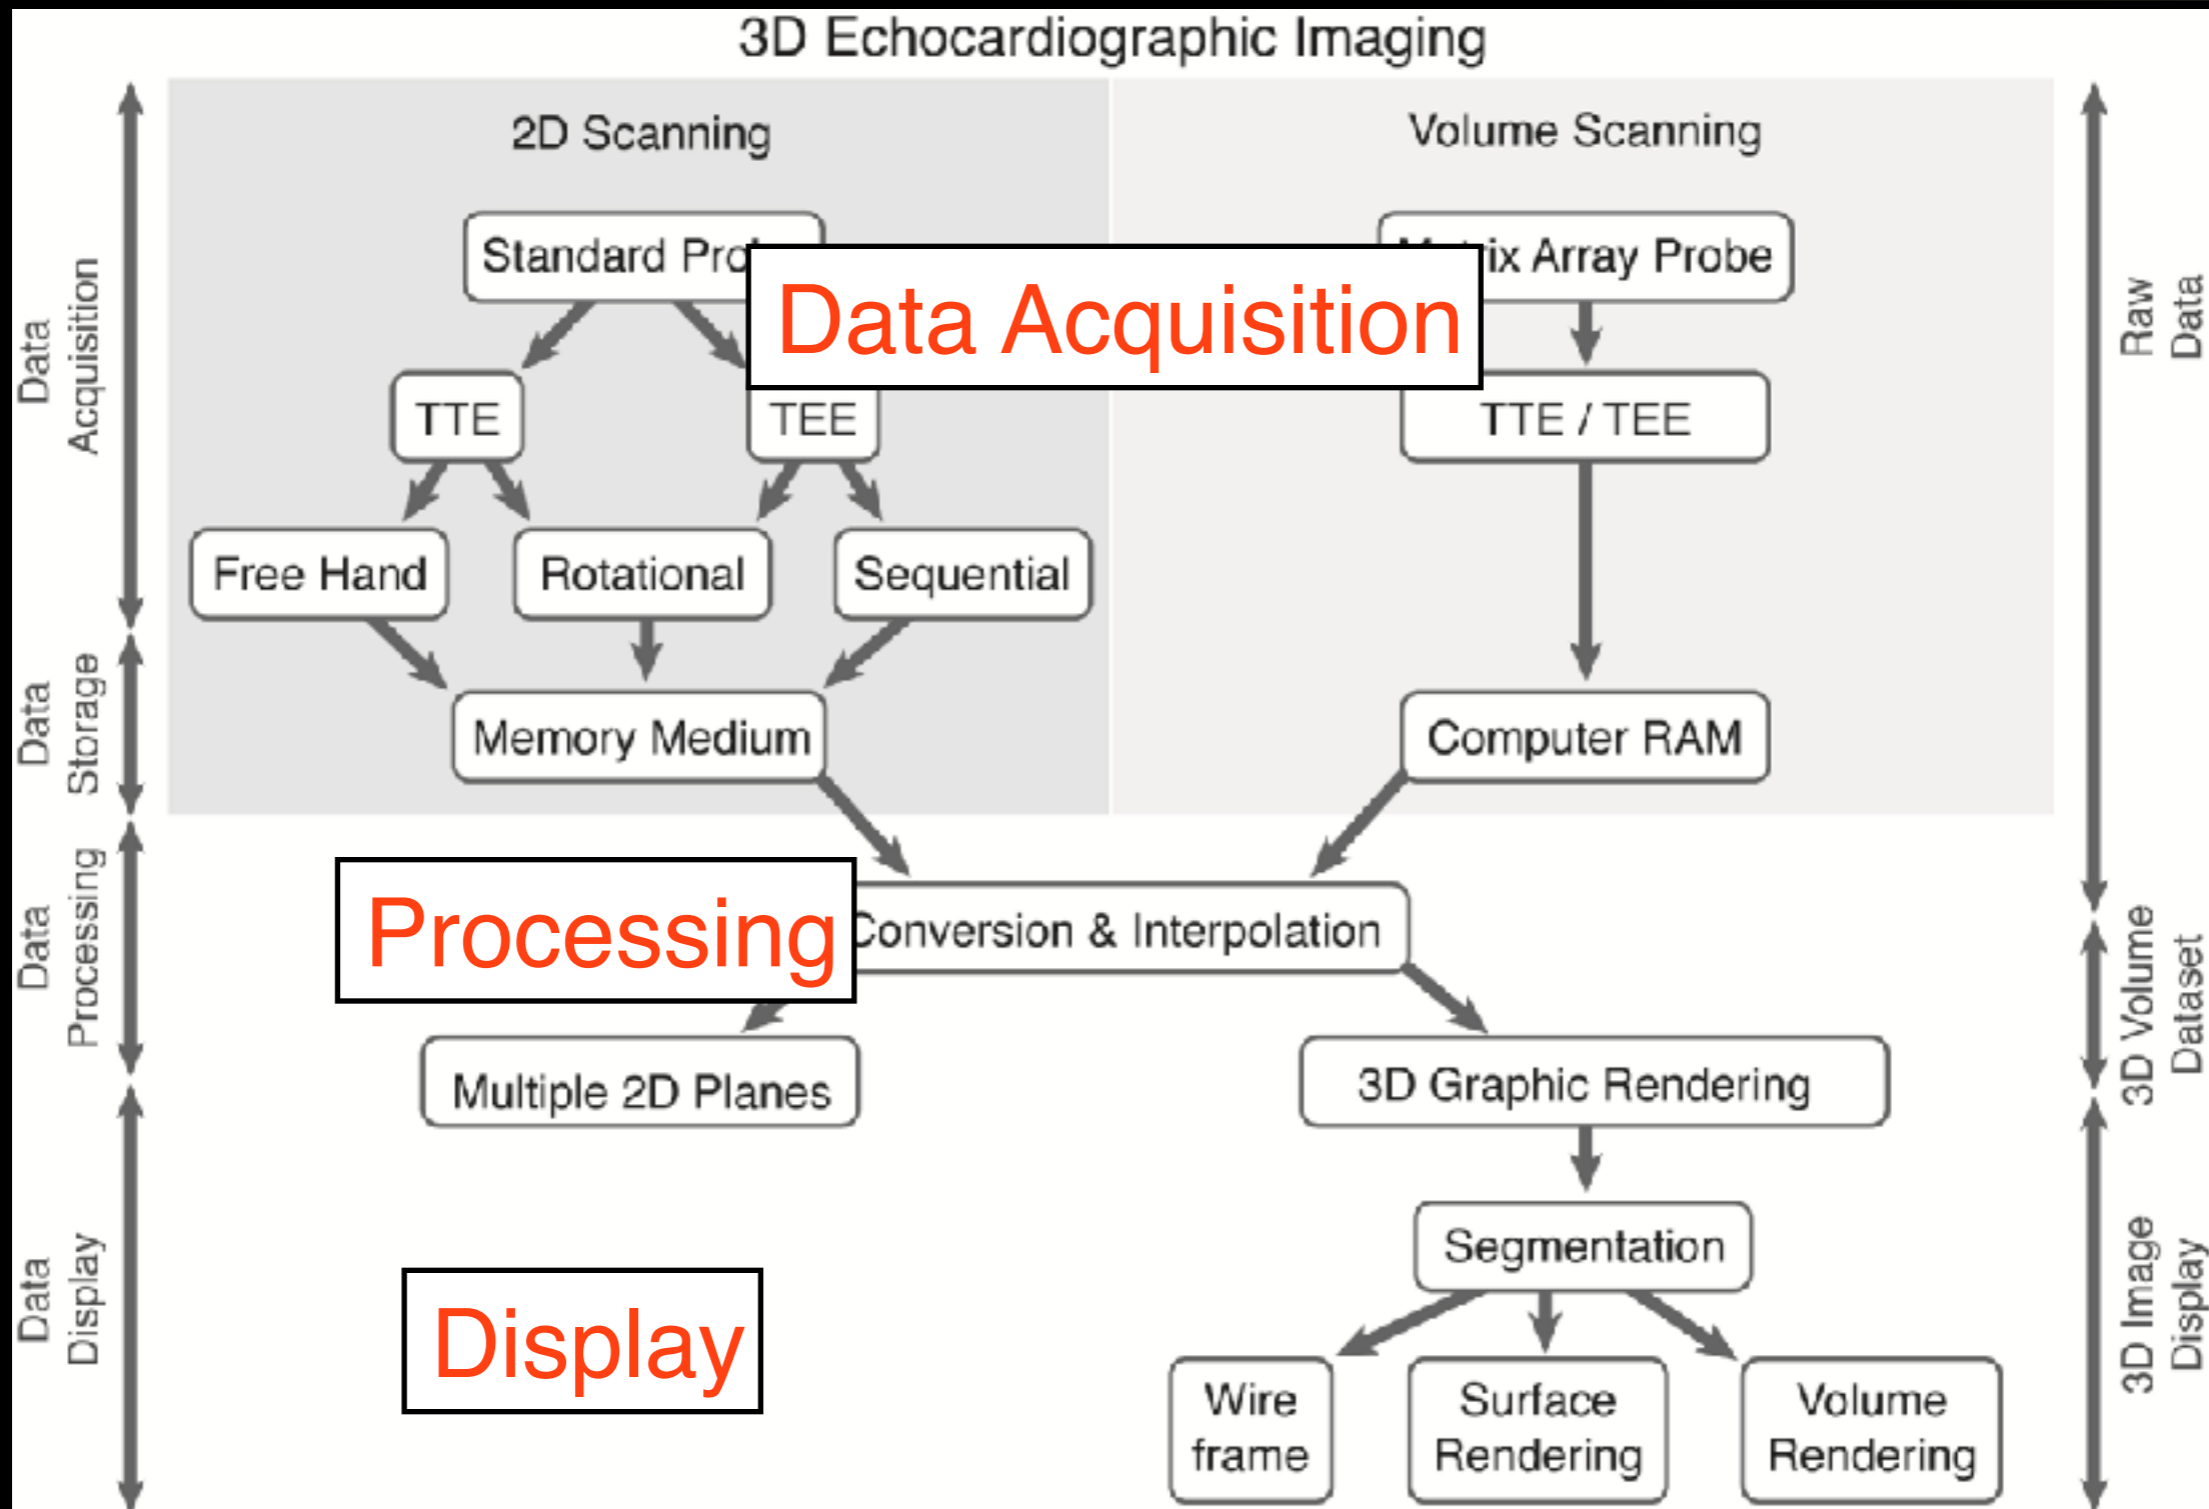 3D Echocardiographic Imaging
2D Scanning
Volume Scanning
Standard
Array Probe
Data Acquisition
TTE
TEE
TTE / TEE
Free Hand
Rotational
Sequential
Memory Medium
Computer RAM
Processing
Conversion & Interpolation
Multiple 2D Planes
3D Graphic Rendering
Segmentation
Display
Wire
frame
Surface
Rendering
Volume
Rendering
Data
Acquisition
Data
Storage
Data
Processing
Data
Display
Raw
Data
3D Volume
Dataset
3D Image
Display